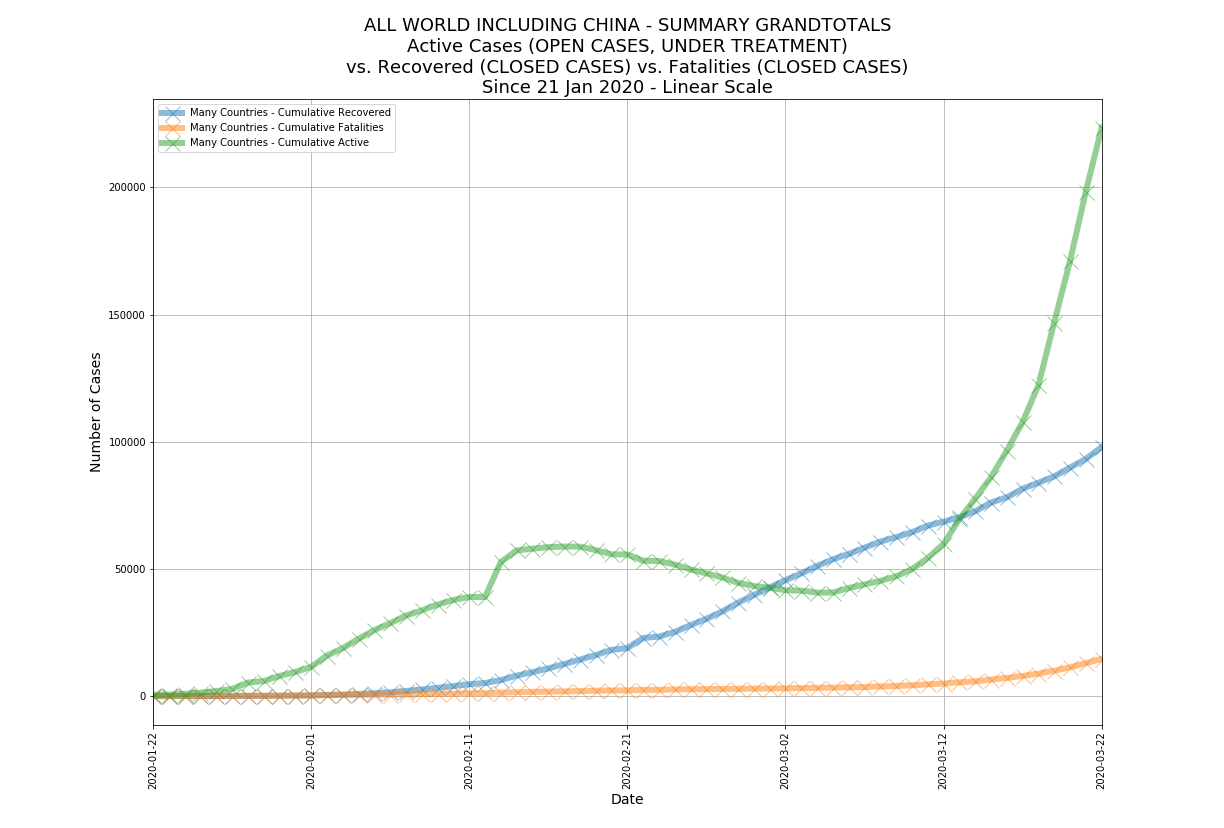 ALL WORLD INCLUDING CHINA - SUMMARY GRANDTOTALS
Active Cases (OPEN CASES, UNDER TREATMENT)
vs. Recovered (CLOSED CASES) vs. Fatalities (CLOSED CASES)
Since 21 Jan 2020 - Linear Scale
Many Countries - Cumulative Recovered
Many Countries - Cumulative Fatalities
Many Countries - Cumulative Active
Number of Cases
200000
150000
100000
50000
0
2020-01-22
2020-02-01
2020-02-11
2020-02-21
2020-03-02
2020-03-12
2020-03-22
Date